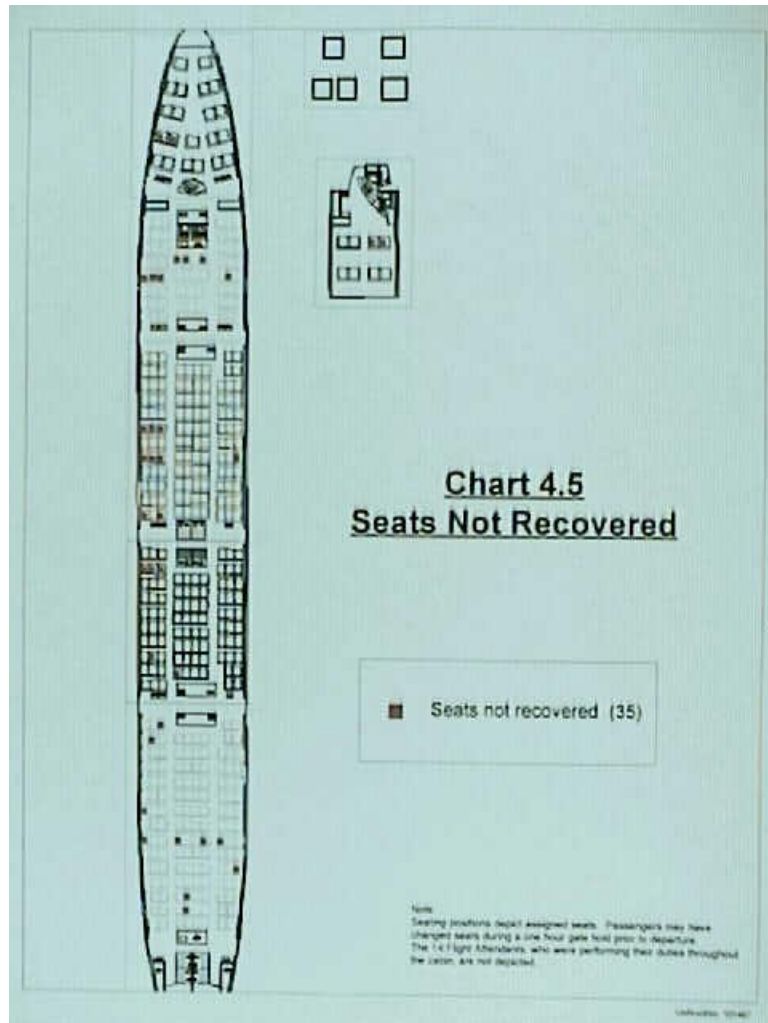 Chart 4.5
Seats Not Recovered
Seats not recovered (35)
Note:
Seating positions depict assigned seats. Passengers may have
changed seats during a one hour gate hold prior to departure.
The 14 Flight Attendants, who were performing their duties throughout
the cabin, are not depicted.